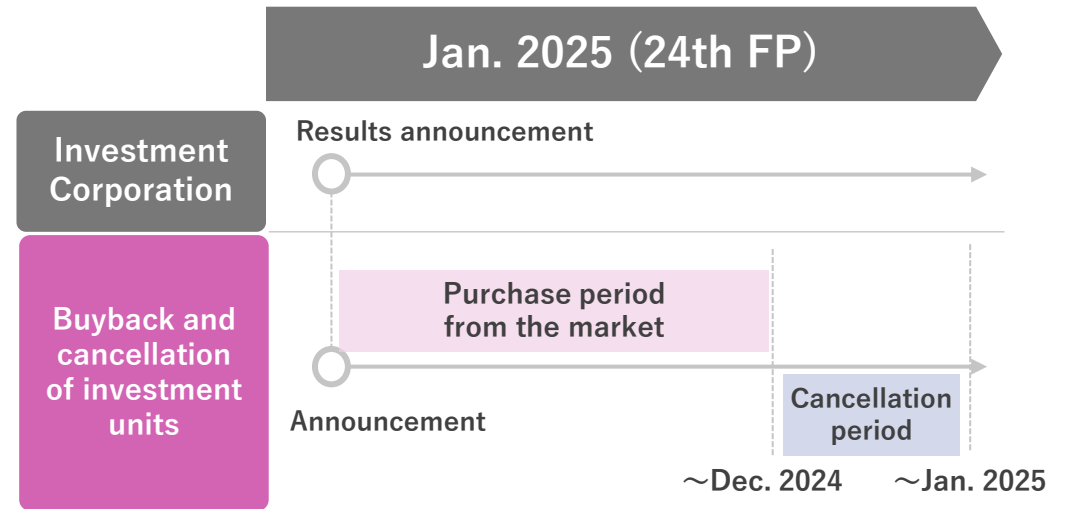 Jan. 2025 (24th FP)
Investment
Corporation
Results announcement
Buyback and
cancellation
of investment
units
Purchase period
from the market
Announcement
Cancellation
period
～Dec. 2024
～Jan. 2025